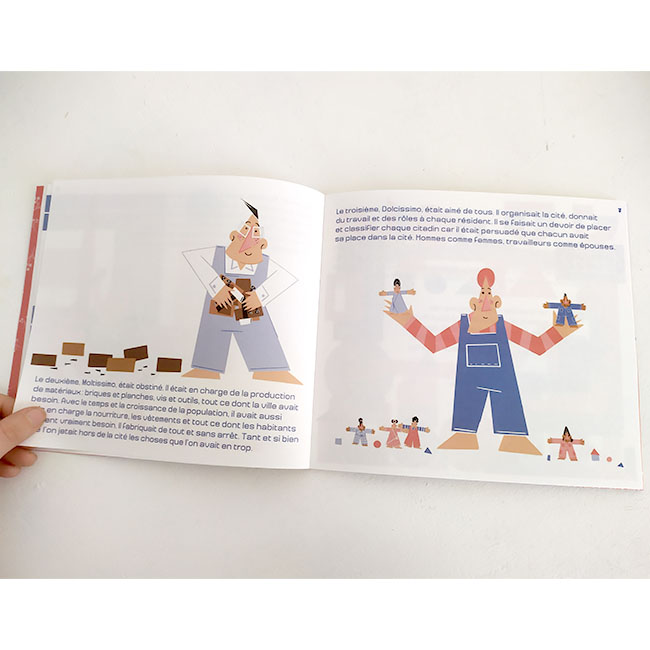 Le deuxième, Moltissimo, était obstiné. Il était en charge de la production
de matériaux: briques et planches, vis et outils, tout ce dont la ville avait
besoin. Avec le temps et la croissance de la population, il avait aussi
en charge la nourriture, les vêtements et tout ce dont les habitants
vraiment besoin. Il fabriquait de tout et sans arrêt. Tant et si bien
l'on jetait hors de la cité les choses que l'on avait en trop.
7
Le troisième, Dolcissimo, était aimé de tous. Il organisait la cité, donnait
du travail et des rôles à chaque résident. Il se faisait un devoir de placer
et classifier chaque citadin car il était persuadé que chacun avait
sa place dans la cité. Hommes comme femmes, travailleurs comme épouses.